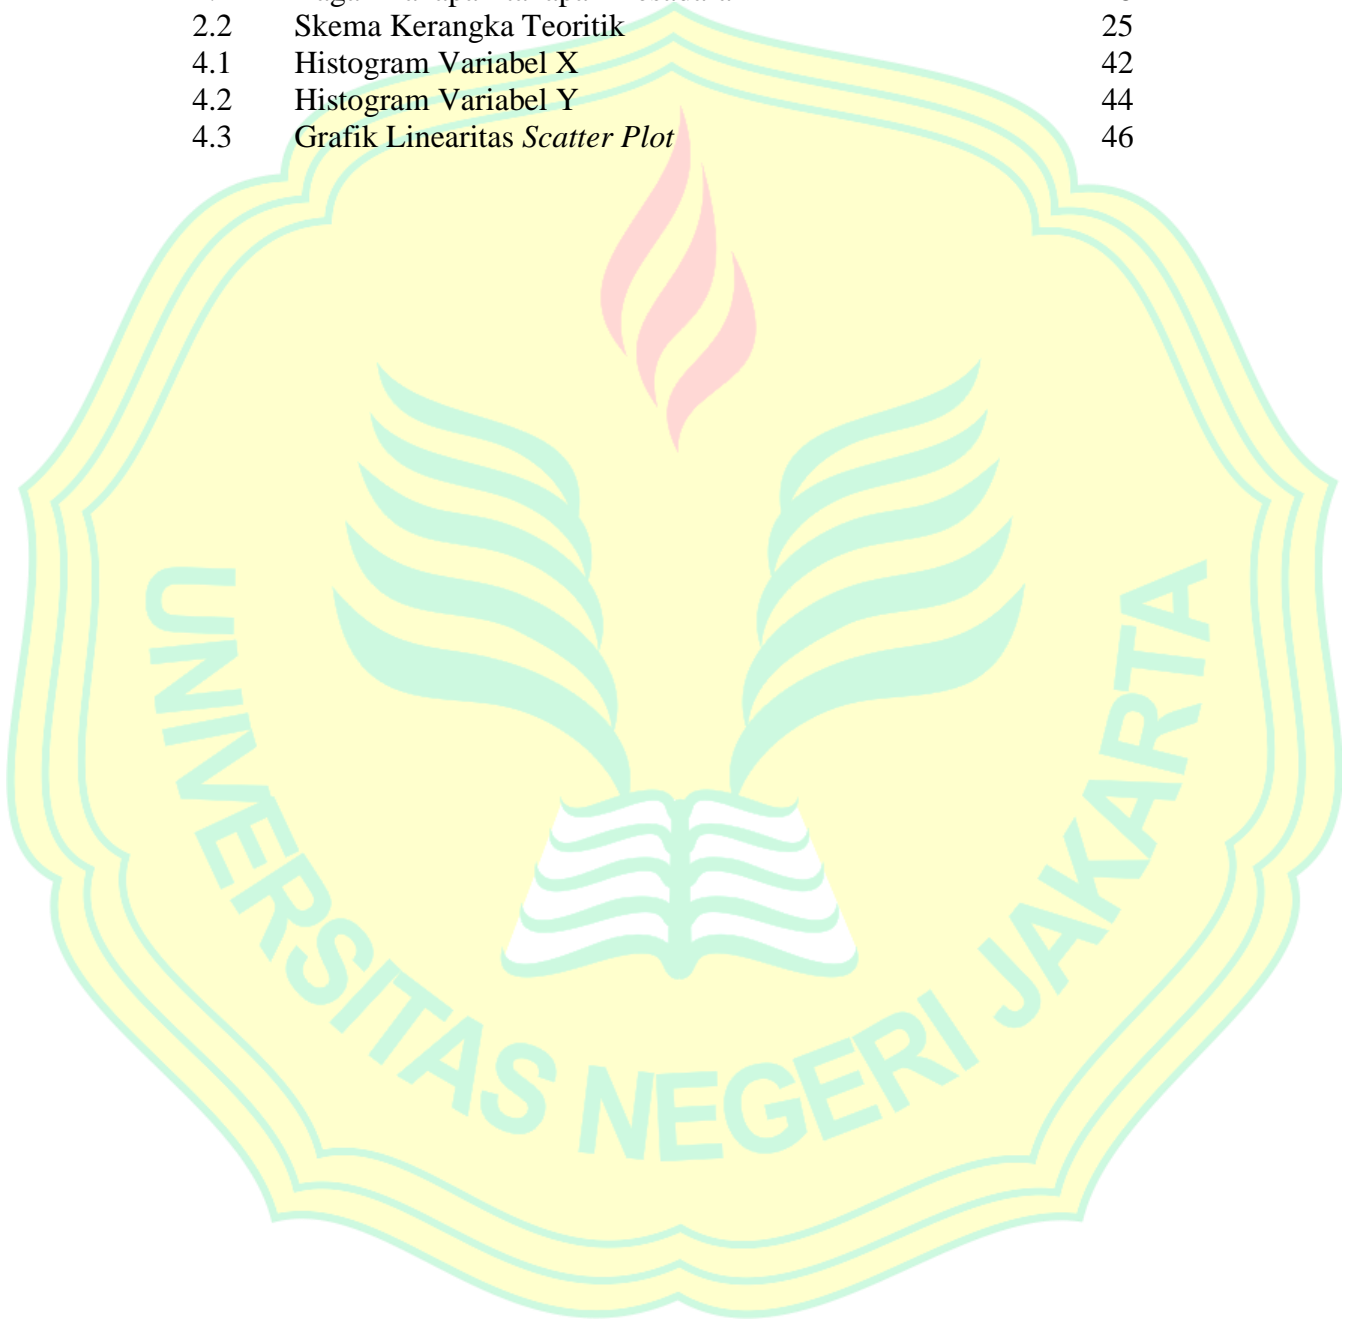 2.2 Skema Kerangka Teoritik 25
4.1 Histogram Variabel X 42
4.2 Histogram Variabel Y 44
4.3 Grafik Linearitas Scatter Plot 46
UNIVERSITAS NEGERI JAKARTA